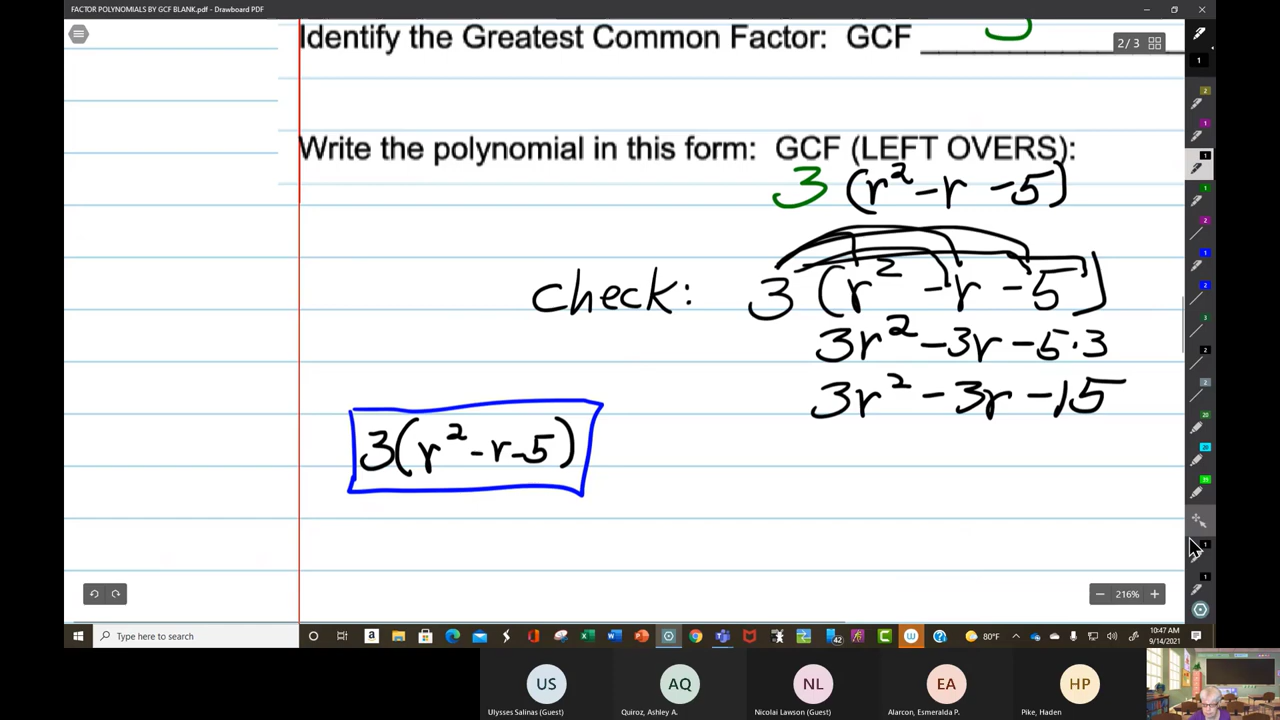 FACTOR POLYNOMIALS BY GCF BLANK.pdf - Drawboard PDF
Identify the Greatest Common Factor: GCF 3
2/3
Write the polynomial in this form: GCF (LEFT OVERS):
3 (r² - r - 5)
check: 3 (r² - r - 5)
3r² - 3r - 5·3
3r² - 3r - 15
3(r² - r - 5)
216%
Type here to search
80°F
10:47 AM
9/14/2021
US
AQ
NL
EA
HP
Ulysses Salinas (Guest)
Quiroz, Ashley A.
Nicolai Lawson (Guest)
Alarcon, Esmeralda P.
Pike, Haden